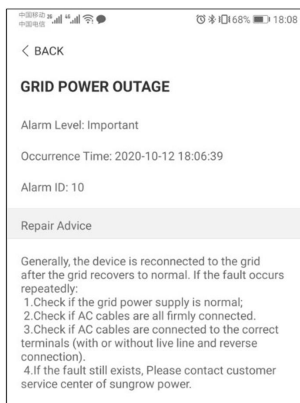 中国移动 26
中国电信 46
68% 18:08
BACK
GRID POWER OUTAGE
Alarm Level: Important
Occurrence Time: 2020-10-12 18:06:39
Alarm ID: 10
Repair Advice
Generally, the device is reconnected to the grid
after the grid recovers to normal. If the fault occurs
repeatedly:
1.Check if the grid power supply is normal;
2.Check if AC cables are all firmly connected.
3.Check if AC cables are connected to the correct
terminals (with or without live line and reverse
connection).
4.If the fault still exists, Please contact customer
service center of sungrow power.